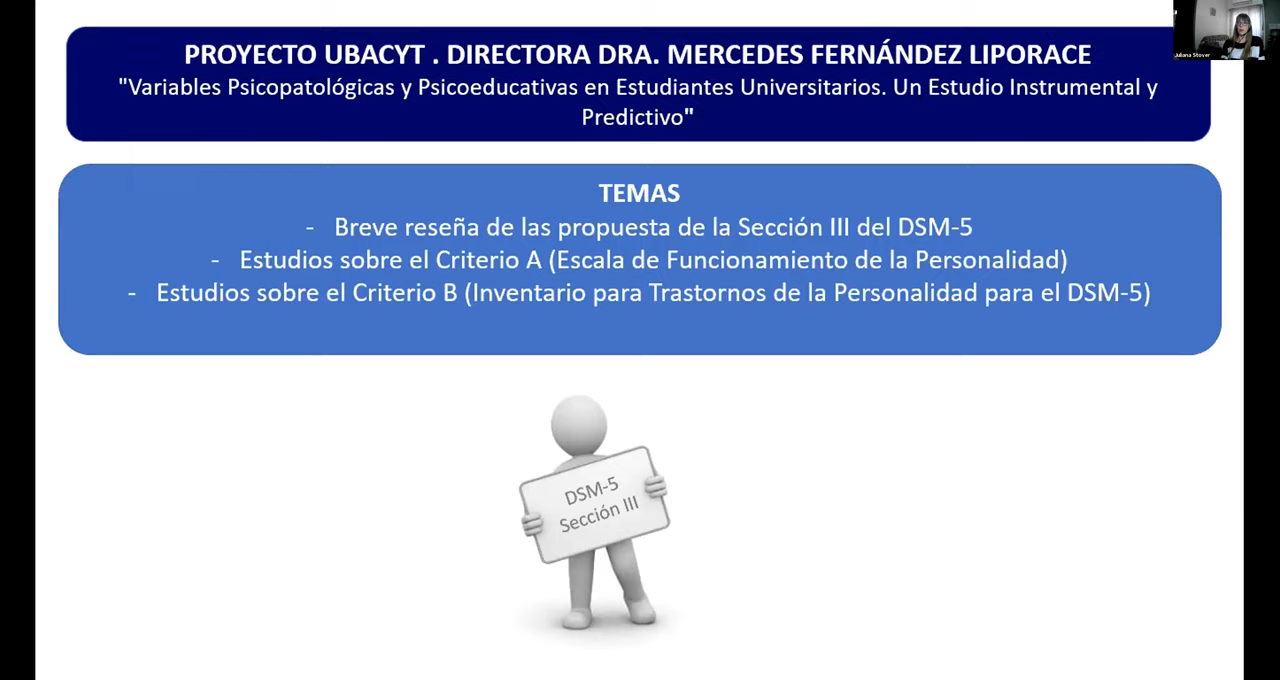 PROYECTO UBACYT . DIRECTORA DRA. MERCEDES FERNÁNDEZ LIPORACE
"Variables Psicopatológicas y Psicoeducativas en Estudiantes Universitarios. Un Estudio Instrumental y
Predictivo"
Juliana Stover
TEMAS
- Breve reseña de las propuesta de la Sección III del DSM-5
- Estudios sobre el Criterio A (Escala de Funcionamiento de la Personalidad)
- Estudios sobre el Criterio B (Inventario para Trastornos de la Personalidad para el DSM-5)
DSM-5
Sección III